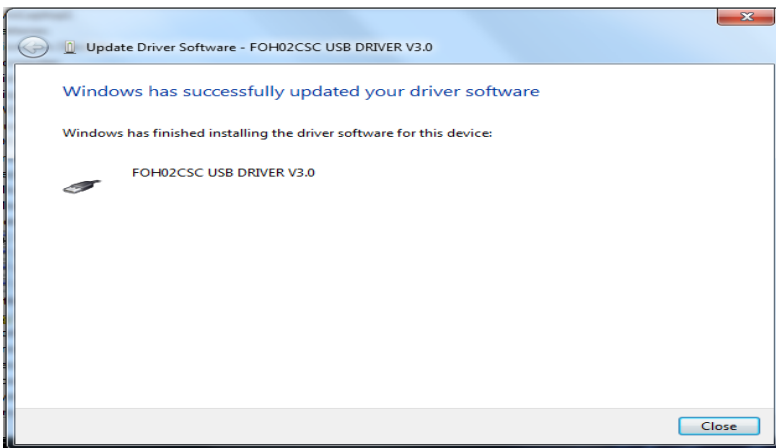 Update Driver Software - FOH02CSC USB DRIVER V3.0
Windows has successfully updated your driver software
Windows has finished installing the driver software for this device:
FOH02CSC USB DRIVER V3.0
Close